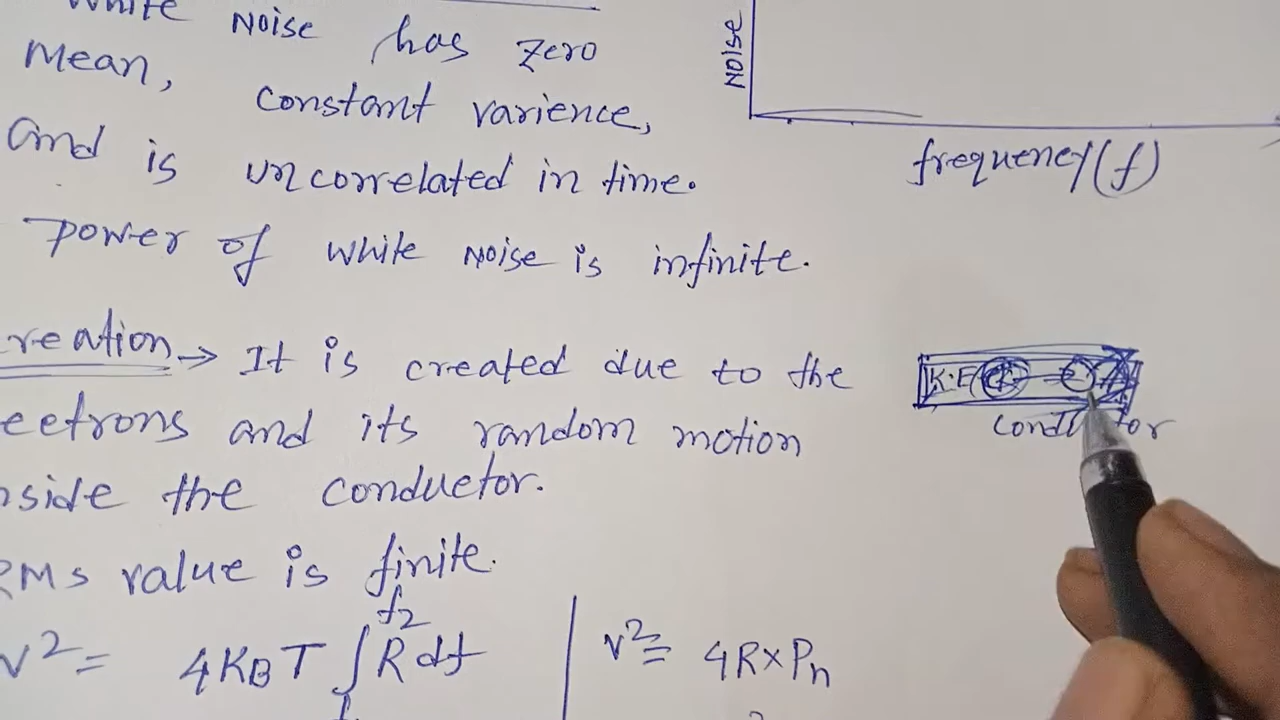 White Noise has zero
Mean, constant varience,
and is uncorrelated in time.
power of white Noise is infinite.
reation → It is created due to the
eetrons and its random motion
nside the conductor.
RMs value is finite.
V² = 4KBT ∫ R df
f2
V² = 4R×Pn
NOISE
frequency(f)
K.E
conductor